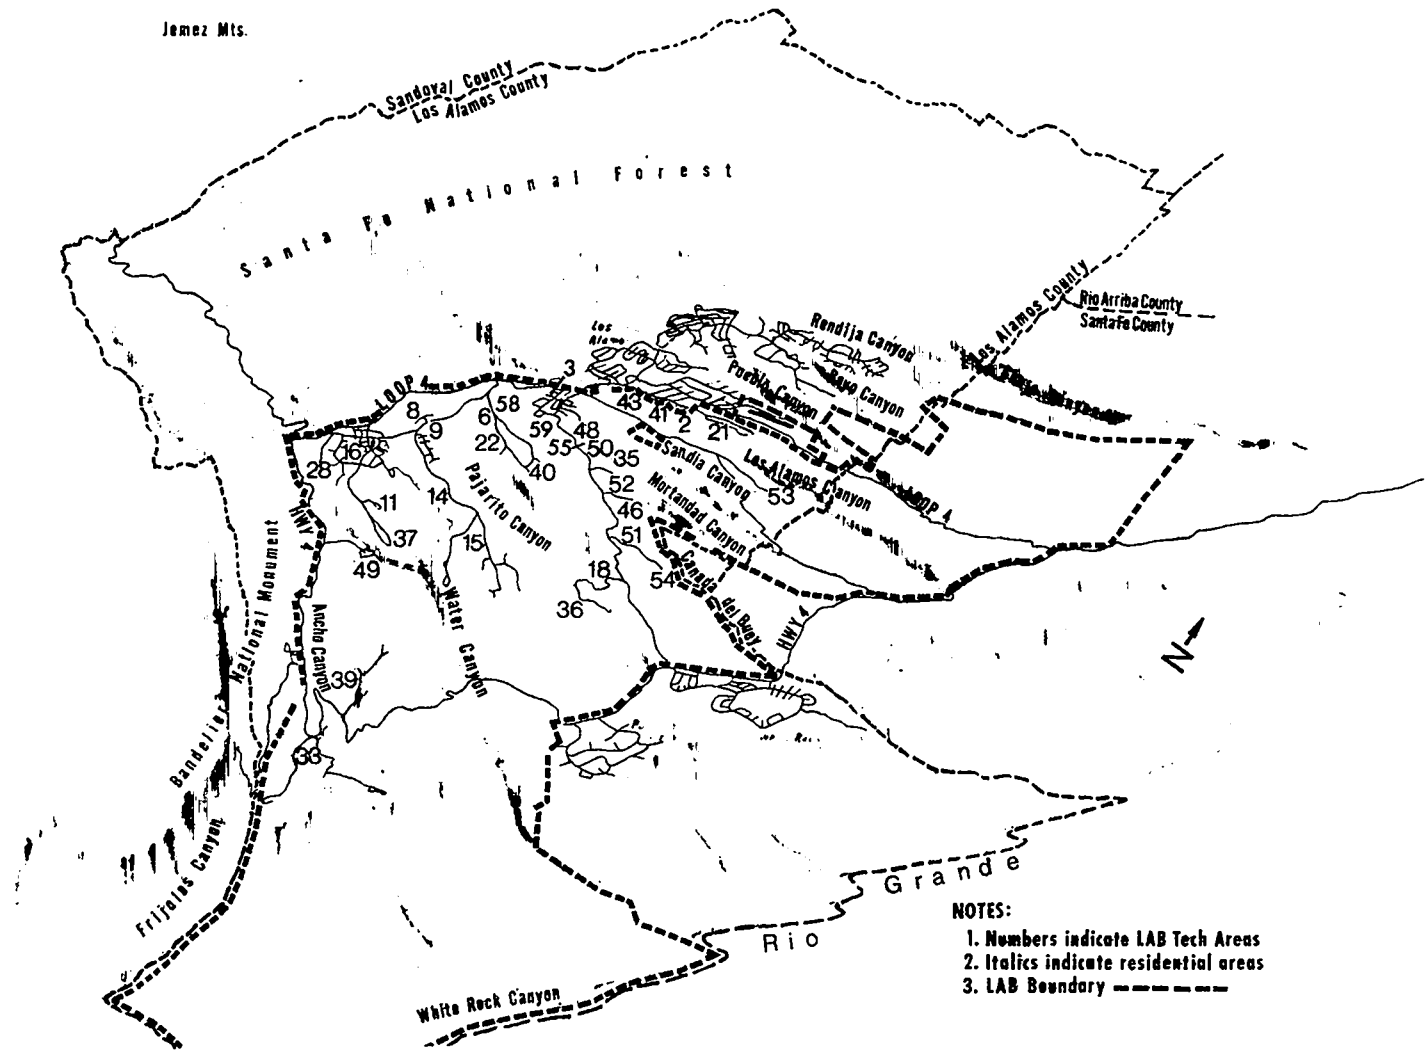 Jemez Mts.
Sandoval County
Los Alamos County
Santa Fe National Forest
Los Alamos County
Rio Arriba County
Santa Fe County
Rendija Canyon
Los
Bayo Canyon
Pueblo Canyon
LOOP 4
3
8
58
43
41
2
21
6
9
59
48
16
22
55
50
35
Sandia Canyon
Los Alamos Canyon
28
40
53
52
LOOP 4
Mortandad Canyon
14
11
46
Pajarito Canyon
HWY 4
37
15
51
49
18
54
Canada del Buey
36
HWY 4
N
Ancho Canyon
Water Canyon
39
Bandelier National Monument
33
Frijoles Canyon
Rio Grande
White Rock Canyon
NOTES:
1. Numbers indicate LAB Tech Areas
2. Italics indicate residential areas
3. LAB Boundary